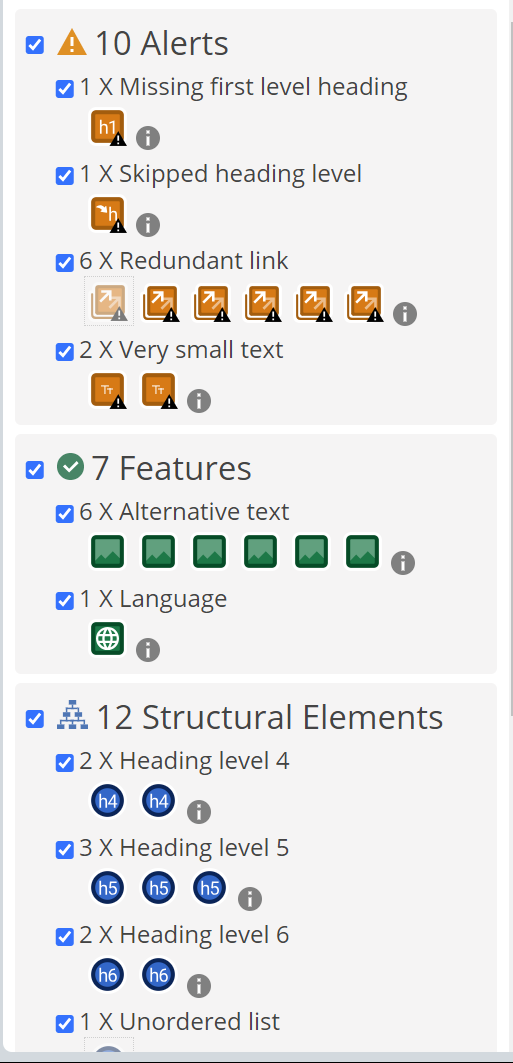 10 Alerts
1 X Missing first level heading
h1
1 X Skipped heading level
h
6 X Redundant link
2 X Very small text
Tт Tт
7 Features
6 X Alternative text
1 X Language
12 Structural Elements
2 X Heading level 4
h4 h4
3 X Heading level 5
h5 h5 h5
2 X Heading level 6
h6 h6
1 X Unordered list